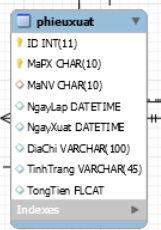 phieuxuat
ID INT(11)
MaPX CHAR(10)
MaNV CHAR(10)
NgayLap DATETIME
NgayXuat DATETIME
DiaChi VARCHAR(100)
TinhTrang VARCHAR(45)
TongTien FLOAT
Indexes